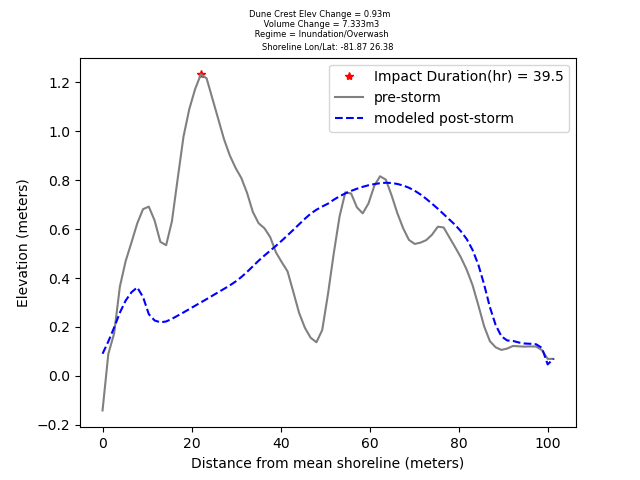 Dune Crest Elev Change = 0.93m
Volume Change = 7.333m3
Regime = Inundation/Overwash
Shoreline Lon/Lat: -81.87 26.38
Impact Duration(hr) = 39.5
pre-storm
modeled post-storm
Elevation (meters)
1.2
1.0
0.8
0.6
0.4
0.2
0.0
−0.2
0 20 40 60 80 100
Distance from mean shoreline (meters)